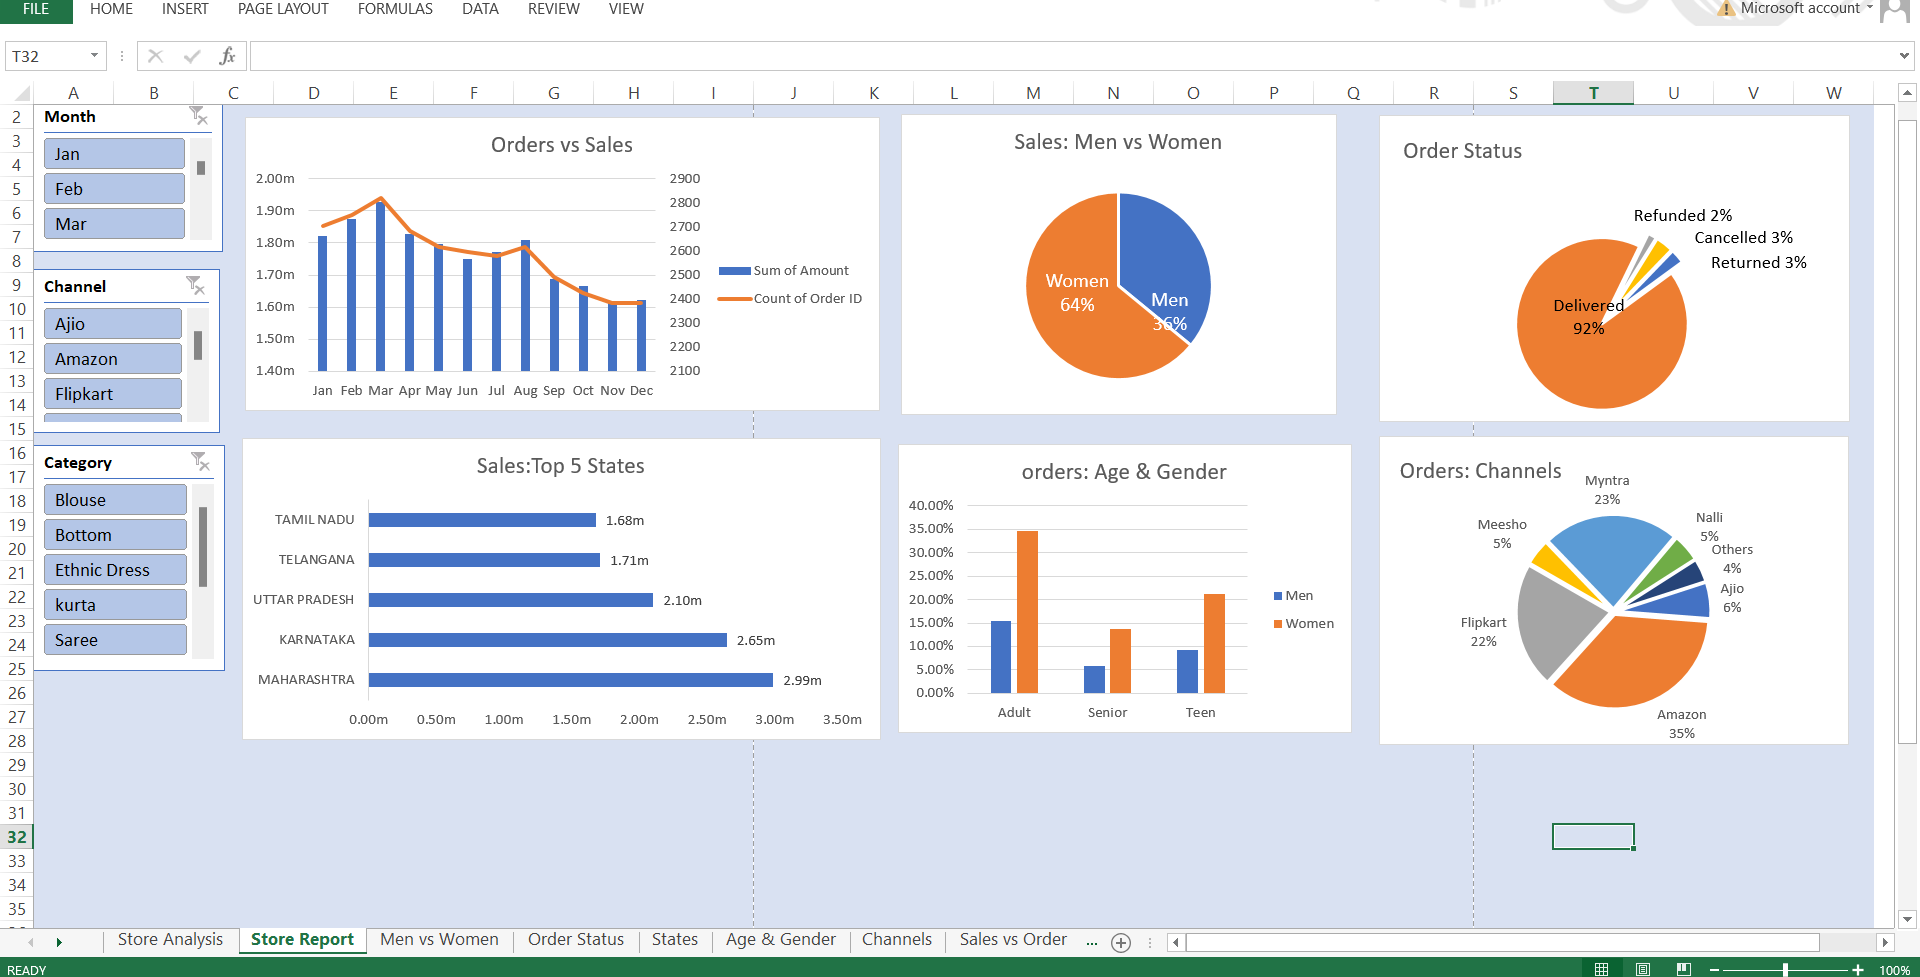 FILE HOME INSERT PAGE LAYOUT FORMULAS DATA REVIEW VIEW Microsoft account
T32 fx
A B C D E F G H I J K L M N O P Q R S T U V W
2
3
4
5
6
7
8
9
10
11
12
13
14
15
16
17
18
19
20
21
22
23
24
25
26
27
28
29
30
31
32
33
34
35
Month
Jan
Feb
Mar
Channel
Ajio
Amazon
Flipkart
Category
Blouse
Bottom
Ethnic Dress
kurta
Saree
Orders vs Sales
2.00m
1.90m
1.80m
1.70m
1.60m
1.50m
1.40m
2900
2800
2700
2600
2500
2400
2300
2200
2100
Jan Feb Mar Apr May Jun Jul Aug Sep Oct Nov Dec
Sum of Amount
Count of Order ID
Sales: Men vs Women
Women
64%
Men
36%
Order Status
Refunded 2%
Cancelled 3%
Returned 3%
Delivered
92%
Sales:Top 5 States
TAMIL NADU 1.68m
TELANGANA 1.71m
UTTAR PRADESH 2.10m
KARNATAKA 2.65m
MAHARASHTRA 2.99m
0.00m 0.50m 1.00m 1.50m 2.00m 2.50m 3.00m 3.50m
orders: Age & Gender
40.00%
35.00%
30.00%
25.00%
20.00%
15.00%
10.00%
5.00%
0.00%
Adult Senior Teen
Men
Women
Orders: Channels
Myntra
23%
Meesho
5%
Nalli
5%
Others
4%
Ajio
6%
Flipkart
22%
Amazon
35%
Store Analysis Store Report Men vs Women Order Status States Age & Gender Channels Sales vs Order ...
READY 100%